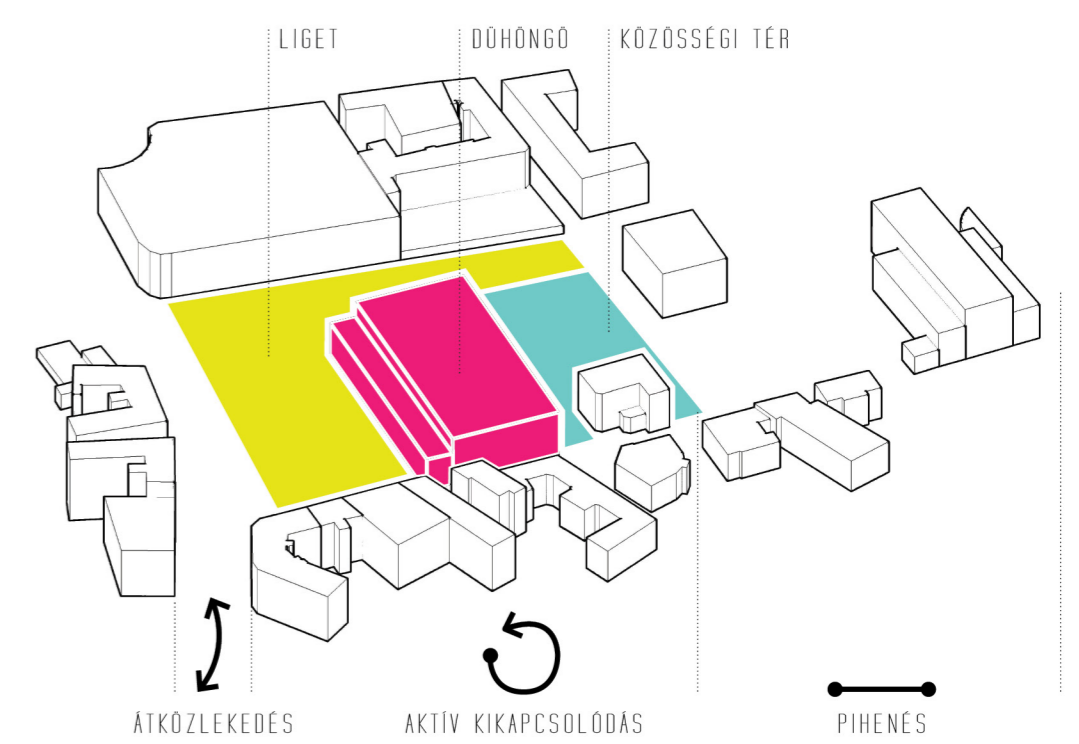 LIGET
DÜHÖNGŐ
KÖZÖSSÉGI TÉR
ÁTKÖZLEKEDÉS
AKTÍV KIKAPCSOLÓDÁS
PIHENÉS